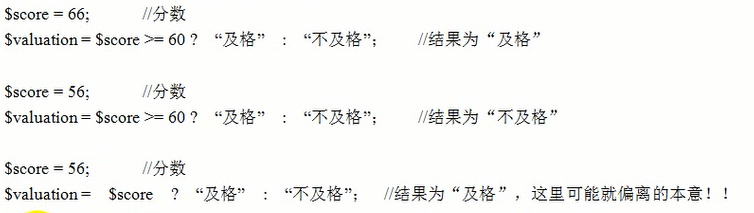 $score = 66; //分数
$valuation = $score >= 60 ? “及格” : “不及格”; //结果为“及格”
$score = 56; //分数
$valuation = $score >= 60 ? “及格” : “不及格”; //结果为“不及格”
$score = 56; //分数
$valuation = $score ? “及格” : “不及格”; //结果为“及格”，这里可能就偏离的本意！！